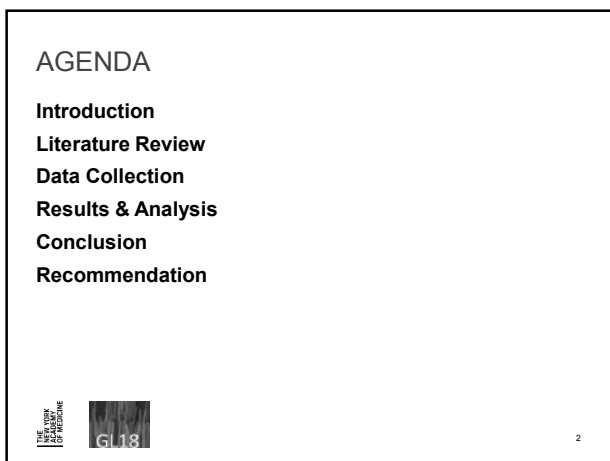 AGENDA
Introduction
Literature Review
Data Collection
Results & Analysis
Conclusion
Recommendation
THE
NEW YORK
ACADEMY
OF MEDICINE
GL18
2